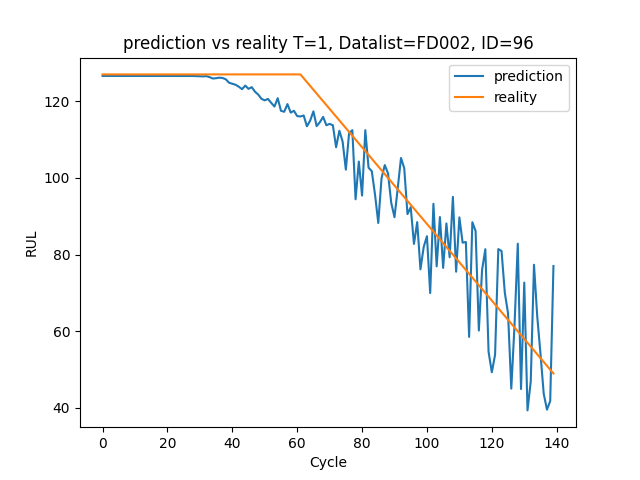 prediction vs reality T=1, Datalist=FD002, ID=96
prediction
reality
RUL
120
100
80
60
40
0 20 40 60 80 100 120 140
Cycle